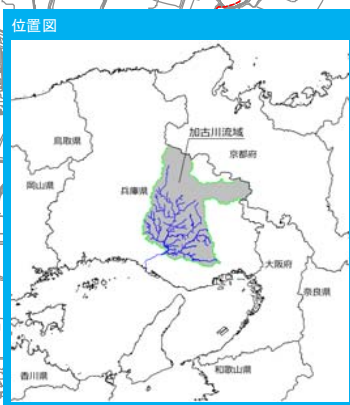 位置図
加古川流域
鳥取県
京都府
岡山県
兵庫県
大阪府
奈良県
香川県
和歌山県